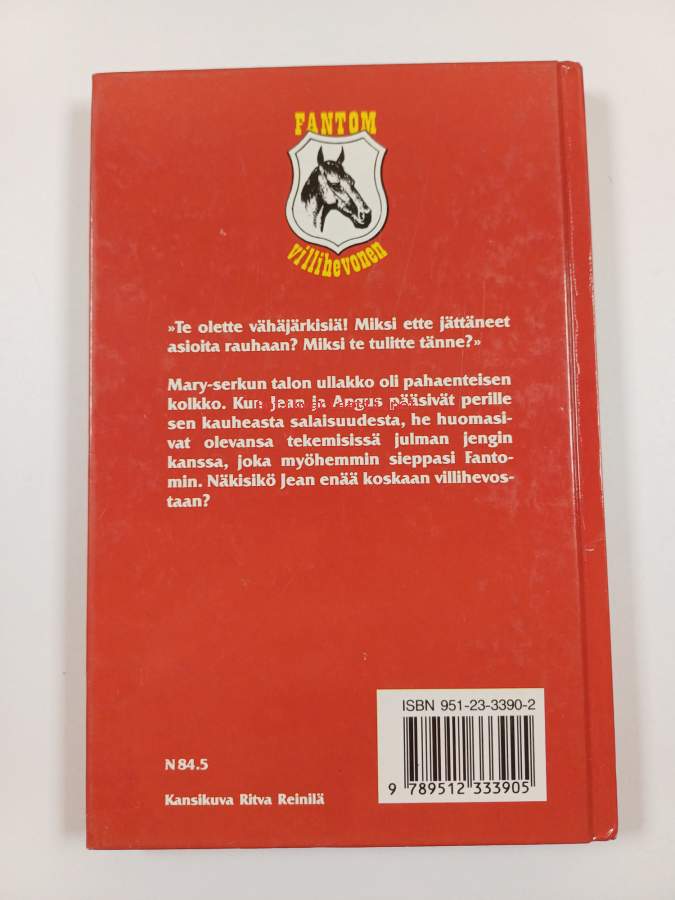 FANTOM
villihevonen
»Te olette vähäjärkisiä! Miksi ette jättäneet
asioita rauhaan? Miksi te tulitte tänne?»
Mary-serkun talon ullakko oli pahaenteisen
kolkko. Kun Jean ja Angus pääsivät perille
sen kauheasta salaisuudesta, he huomasi-
vat olevansa tekemisissä julman jengin
kanssa, joka myöhemmin sieppasi Fanto-
min. Näkisikö Jean enää koskaan villihevos-
taan?
ISBN 951-23-3390-2
9 789512 333905
N 84.5
Kansikuva Ritva Reinilä